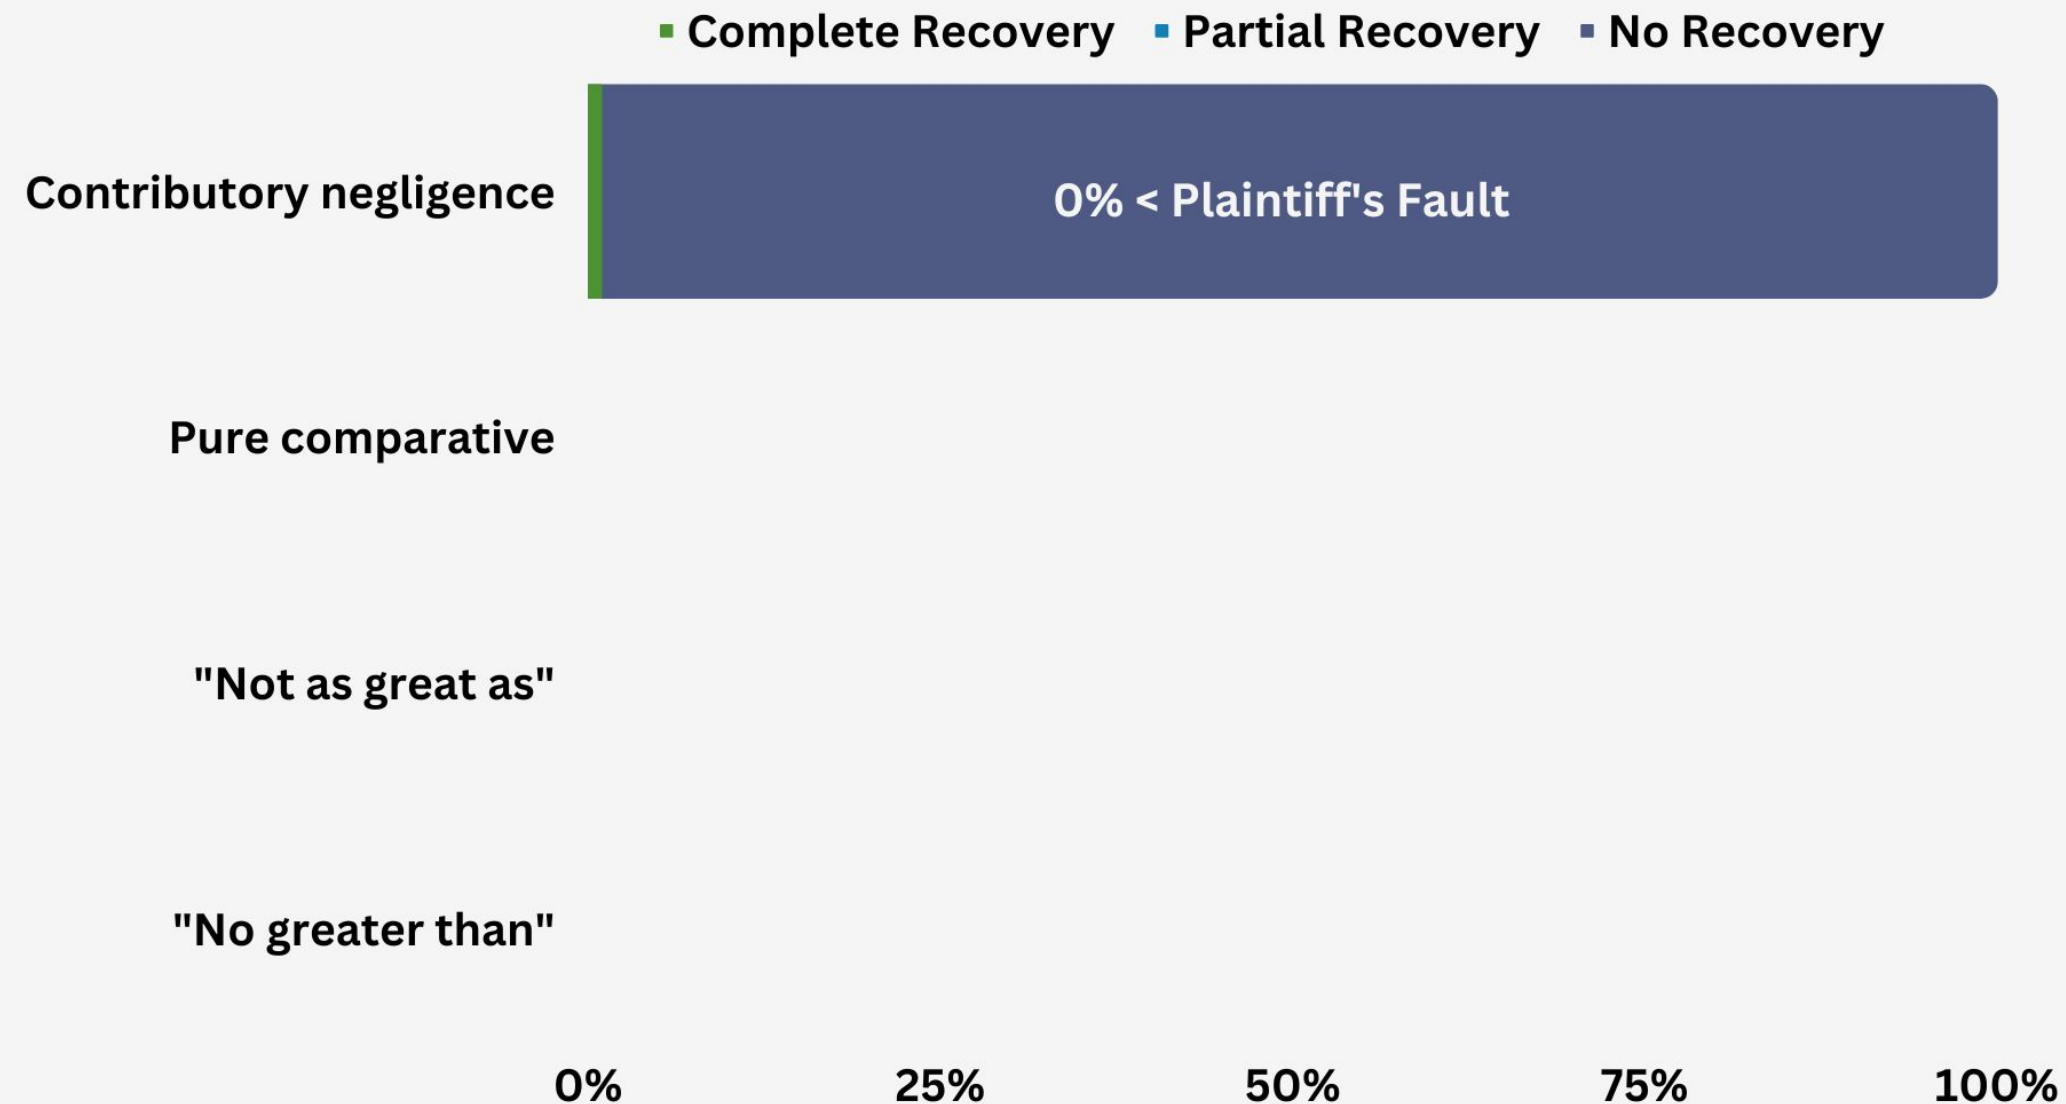 Complete Recovery Partial Recovery No Recovery
Contributory negligence
0% < Plaintiff's Fault
Pure comparative
"Not as great as"
"No greater than"
0% 25% 50% 75% 100%